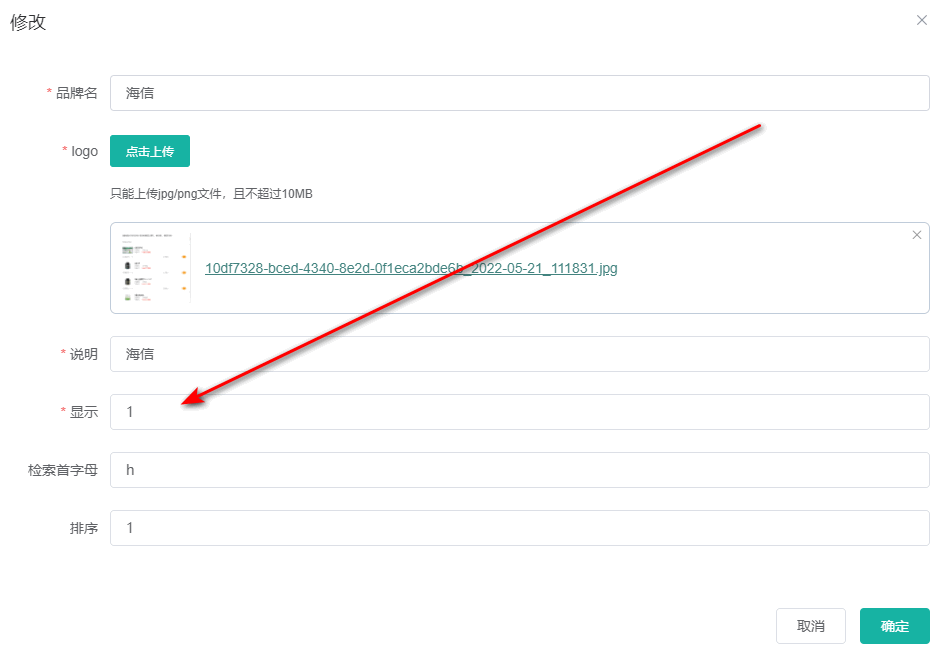 修改
* 品牌名 海信
* logo 点击上传
只能上传jpg/png文件，且不超过10MB
10df7328-bced-4340-8e2d-0f1eca2bde6b_2022-05-21_111831.jpg
* 说明 海信
* 显示 1
检索首字母 h
排序 1
取消 确定